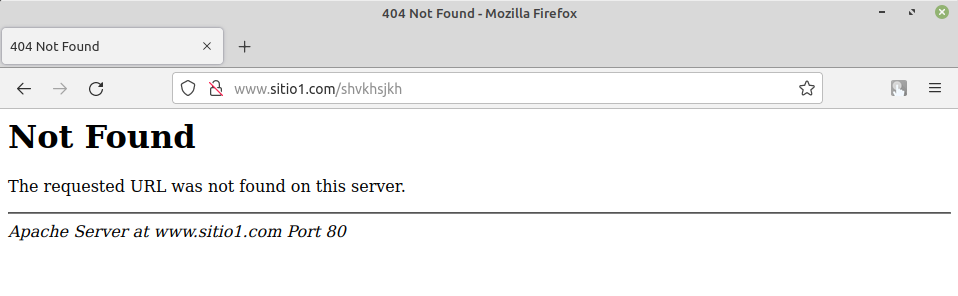 404 Not Found - Mozilla Firefox
404 Not Found
www.sitio1.com/shvkhsjkh
Not Found
The requested URL was not found on this server.
Apache Server at www.sitio1.com Port 80